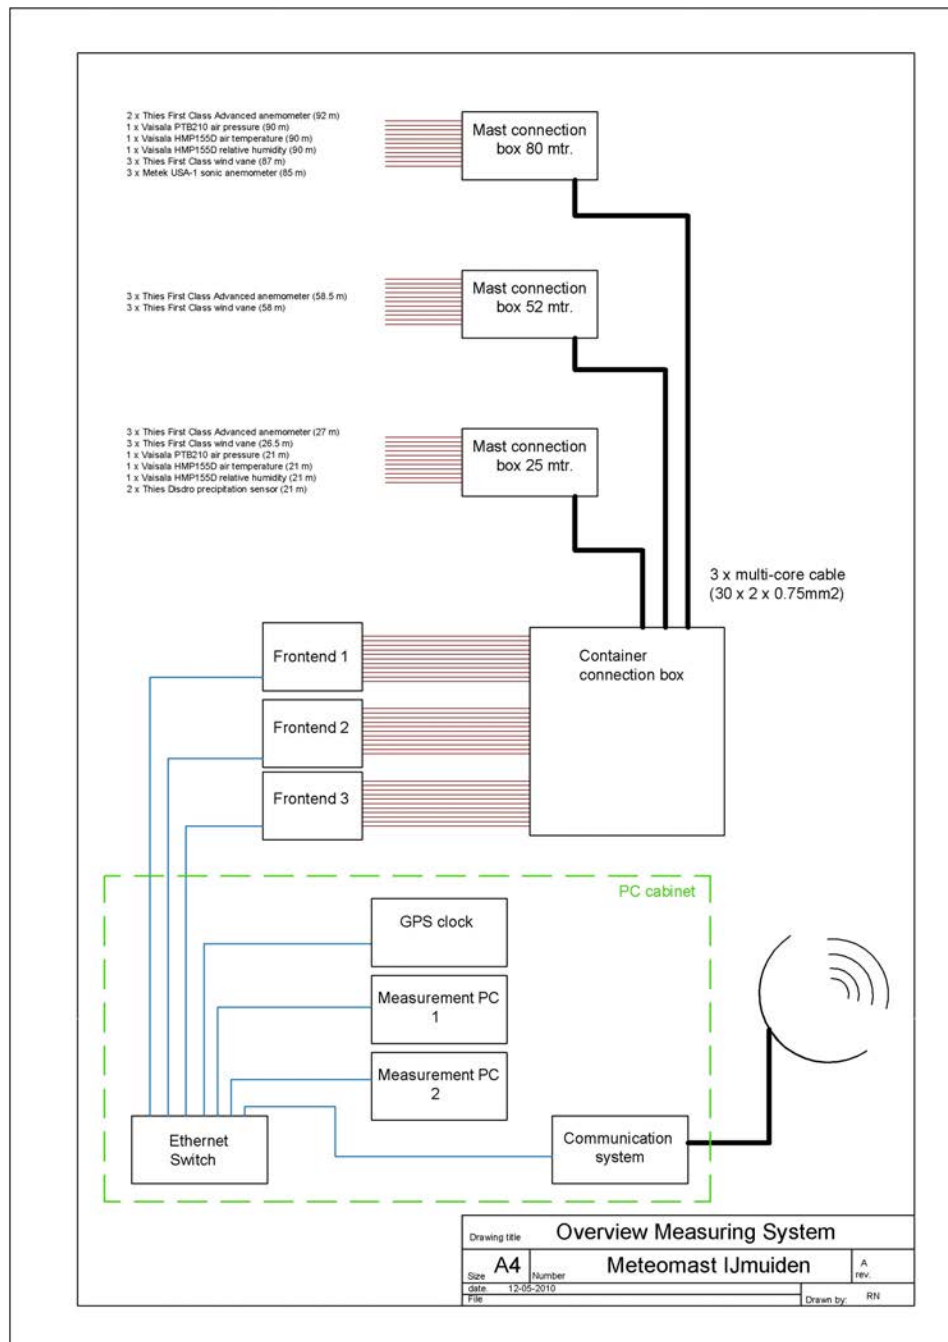 2 x Thies First Class Advanced anemometer (92 m)
1 x Vaisala PTB210 air pressure (90 m)
1 x Vaisala HMP155D air temperature (90 m)
1 x Vaisala HMP155D relative humidity (90 m)
3 x Thies First Class wind vane (87 m)
3 x Metek USA-1 sonic anemometer (85 m)
Mast connection
box 80 mtr.
3 x Thies First Class Advanced anemometer (58.5 m)
3 x Thies First Class wind vane (58 m)
Mast connection
box 52 mtr.
3 x Thies First Class Advanced anemometer (27 m)
3 x Thies First Class wind vane (26.5 m)
1 x Vaisala PTB210 air pressure (21 m)
1 x Vaisala HMP155D air temperature (21 m)
1 x Vaisala HMP155D relative humidity (21 m)
2 x Thies Disdro precipitation sensor (21 m)
Mast connection
box 25 mtr.
3 x multi-core cable
(30 x 2 x 0.75mm2)
Frontend 1
Container
connection box
Frontend 2
Frontend 3
PC cabinet
GPS clock
Measurement PC
1
Measurement PC
2
Ethernet
Switch
Communication
system
Drawing title Overview Measuring System
Size A4 Number Meteomast IJmuiden A rev.
date. 12-05-2010
File Drawn by: RN